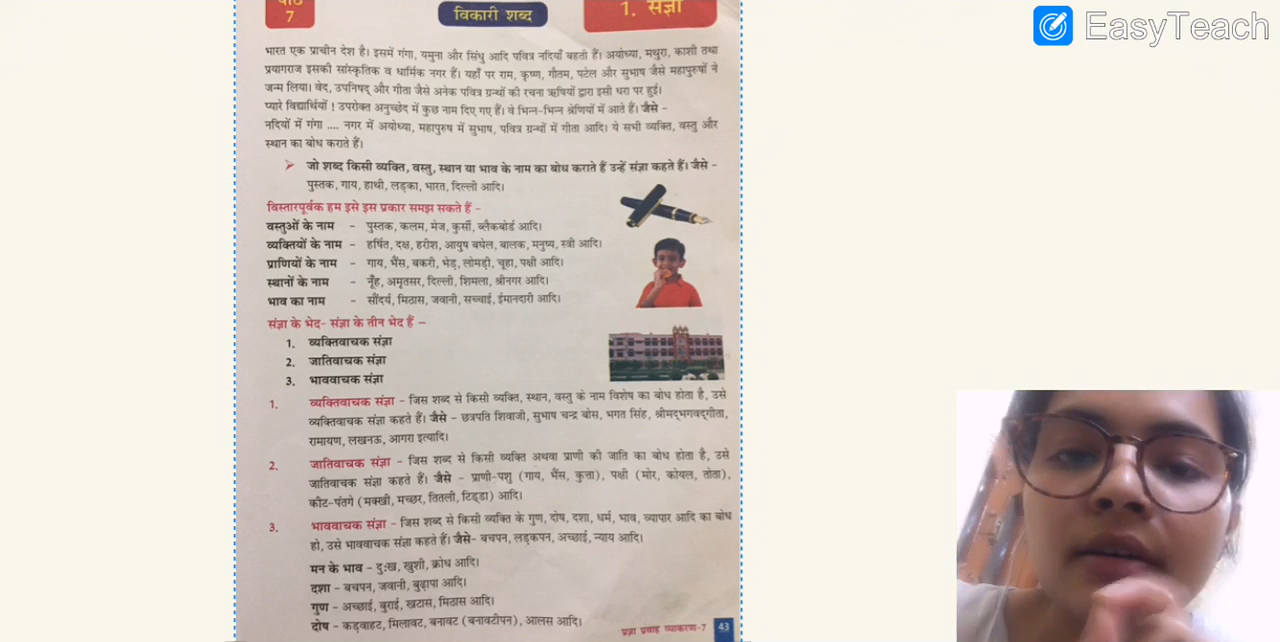 पाठ
7
विकारी शब्द
1. संज्ञा
EasyTeach
भारत एक प्राचीन देश है। इसमें गंगा, यमुना और सिंधु आदि पवित्र नदियाँ बहती हैं। अयोध्या, मथुरा, काशी तथा
प्रयागराज इसकी सांस्कृतिक व धार्मिक नगर हैं। यहाँ पर राम, कृष्ण, गौतम, पटेल और सुभाष जैसे महापुरुषों ने
जन्म लिया। वेद, उपनिषद् और गीता जैसे अनेक पवित्र ग्रन्थों की रचना ऋषियों द्वारा इसी धरा पर हुई।
प्यारे विद्यार्थियों ! उपरोक्त अनुच्छेद में कुछ नाम दिए गए हैं। वे भिन्न-भिन्न श्रेणियों में आते हैं। जैसे -
नदियों में गंगा .... नगर में अयोध्या, महापुरुष में सुभाष, पवित्र ग्रन्थों में गीता आदि। ये सभी व्यक्ति, वस्तु और
स्थान का बोध कराते हैं।
➢ जो शब्द किसी व्यक्ति, वस्तु, स्थान या भाव के नाम का बोध कराते हैं उन्हें संज्ञा कहते हैं। जैसे -
पुस्तक, गाय, हाथी, लड़का, भारत, दिल्ली आदि।
विस्तारपूर्वक हम इसे इस प्रकार समझ सकते हैं -
वस्तुओं के नाम - पुस्तक, कलम, मेज, कुर्सी, ब्लैकबोर्ड आदि।
व्यक्तियों के नाम - हर्षित, दक्ष, हरीश, आयुष बघेल, बालक, मनुष्य, स्त्री आदि।
प्राणियों के नाम - गाय, भैंस, बकरी, भेड़, लोमड़ी, चूहा, पक्षी आदि।
स्थानों के नाम - नूँह, अमृतसर, दिल्ली, शिमला, श्रीनगर आदि।
भाव का नाम - सौंदर्य, मिठास, जवानी, सच्चाई, ईमानदारी आदि।
संज्ञा के भेद- संज्ञा के तीन भेद हैं –
1. व्यक्तिवाचक संज्ञा
2. जातिवाचक संज्ञा
3. भाववाचक संज्ञा
1. व्यक्तिवाचक संज्ञा - जिस शब्द से किसी व्यक्ति, स्थान, वस्तु के नाम विशेष का बोध होता है, उसे
व्यक्तिवाचक संज्ञा कहते हैं। जैसे - छत्रपति शिवाजी, सुभाष चन्द्र बोस, भगत सिंह, श्रीमद्भगवद्गीता,
रामायण, लखनऊ, आगरा इत्यादि।
2. जातिवाचक संज्ञा - जिस शब्द से किसी व्यक्ति अथवा प्राणी की जाति का बोध होता है, उसे
जातिवाचक संज्ञा कहते हैं। जैसे - प्राणी-पशु (गाय, भैंस, कुत्ता), पक्षी (मोर, कोयल, तोता),
कीट-पंतगे (मक्खी, मच्छर, तितली, टिड्डा) आदि।
3. भाववाचक संज्ञा - जिस शब्द से किसी व्यक्ति के गुण, दोष, दशा, धर्म, भाव, व्यापार आदि का बोध
हो, उसे भाववाचक संज्ञा कहते हैं। जैसे- बचपन, लड़कपन, अच्छाई, न्याय आदि।
मन के भाव - दुःख, खुशी, क्रोध आदि।
दशा - बचपन, जवानी, बुढ़ापा आदि।
गुण - अच्छाई, बुराई, खटास, मिठास आदि।
दोष - कड़वाहट, मिलावट, बनावट (बनावटीपन), आलस आदि।
प्रज्ञा प्रवाह व्याकरण-7 43